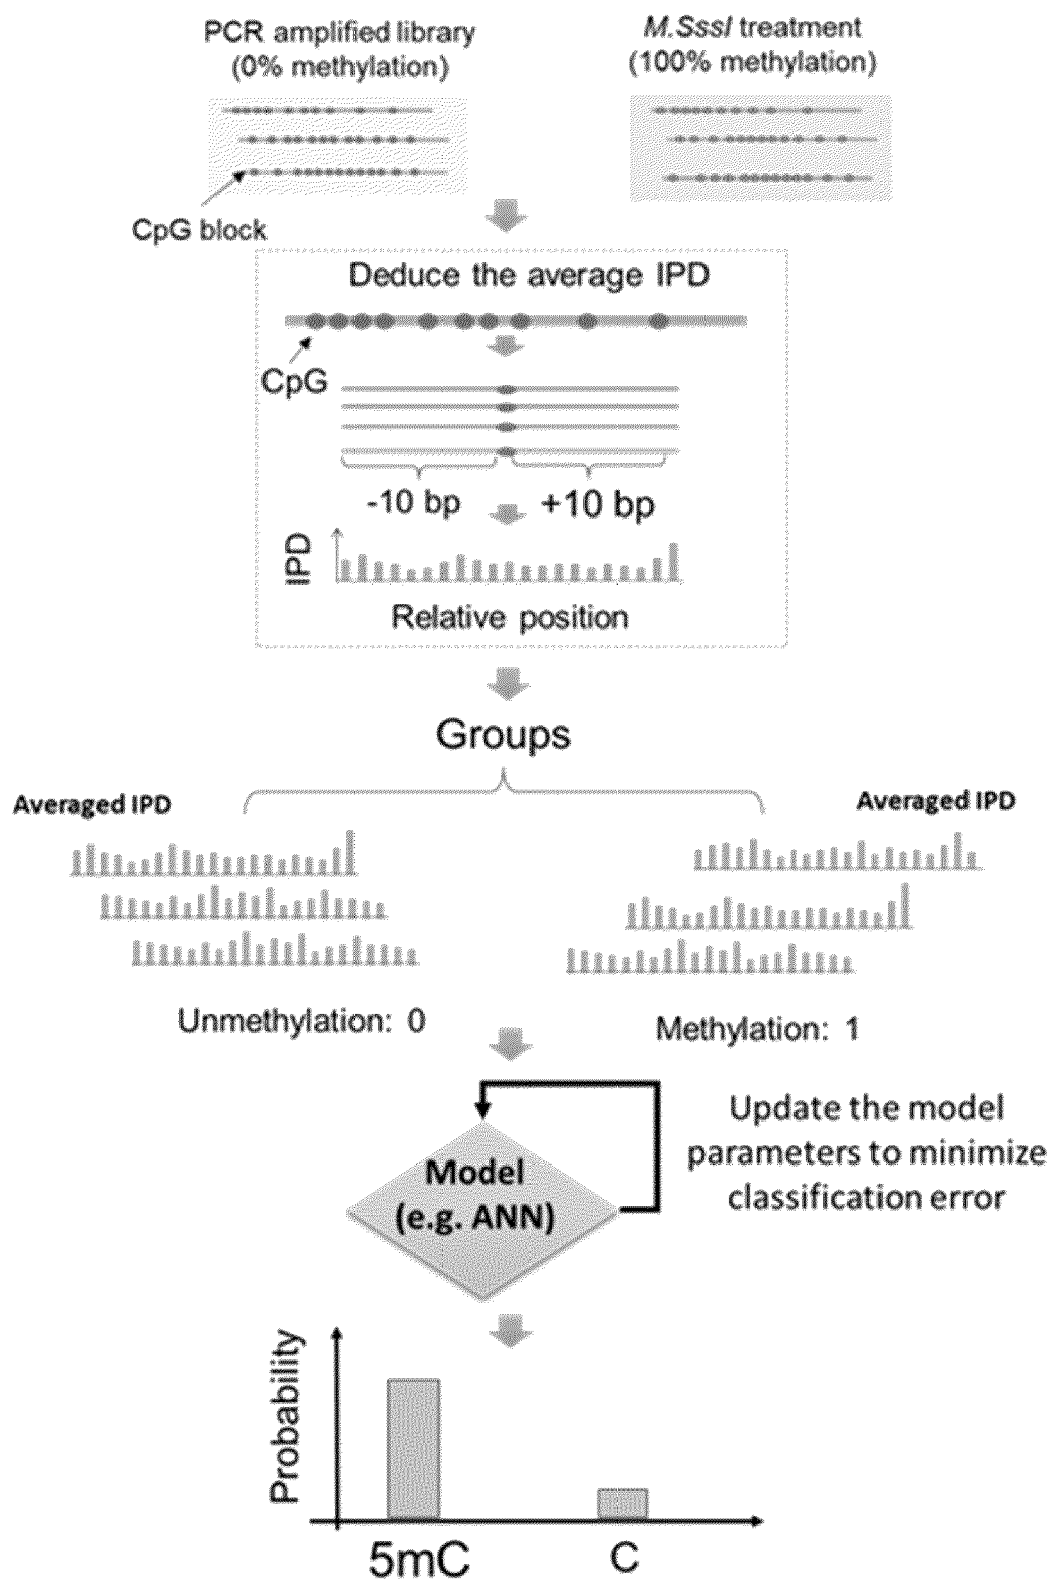 PCR amplified library
(0% methylation)
M.SssI treatment
(100% methylation)
CpG block
Deduce the average IPD
CpG
-10 bp
+10 bp
IPD
Relative position
Groups
Averaged IPD
Averaged IPD
Unmethylation: 0
Methylation: 1
Update the model
parameters to minimize
classification error
Model
(e.g. ANN)
Probability
5mC
C